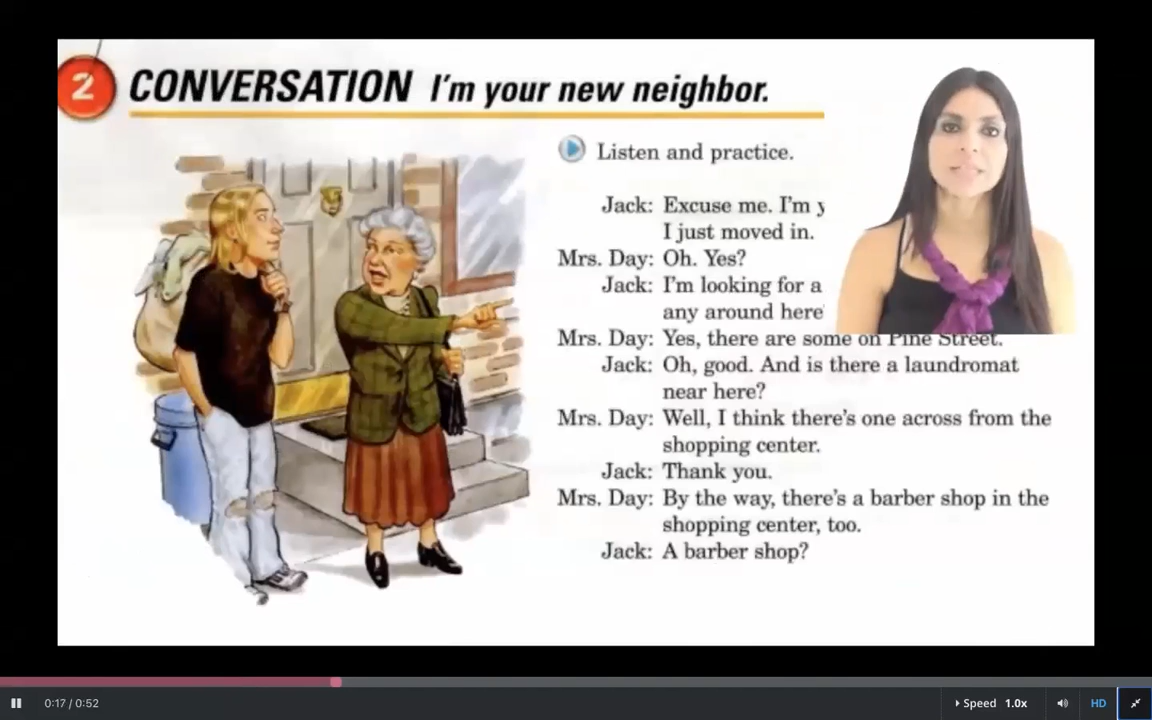 2 CONVERSATION I'm your new neighbor.
Listen and practice.
Jack: Excuse me. I'm
I just moved in.
Mrs. Day: Oh. Yes?
Jack: I'm looking for a
any around here
Mrs. Day: Yes, there are some on Pine Street.
Jack: Oh, good. And is there a laundromat
near here?
Mrs. Day: Well, I think there's one across from the
shopping center.
Jack: Thank you.
Mrs. Day: By the way, there's a barber shop in the
shopping center, too.
Jack: A barber shop?
0:17 / 0:52
Speed 1.0x
HD